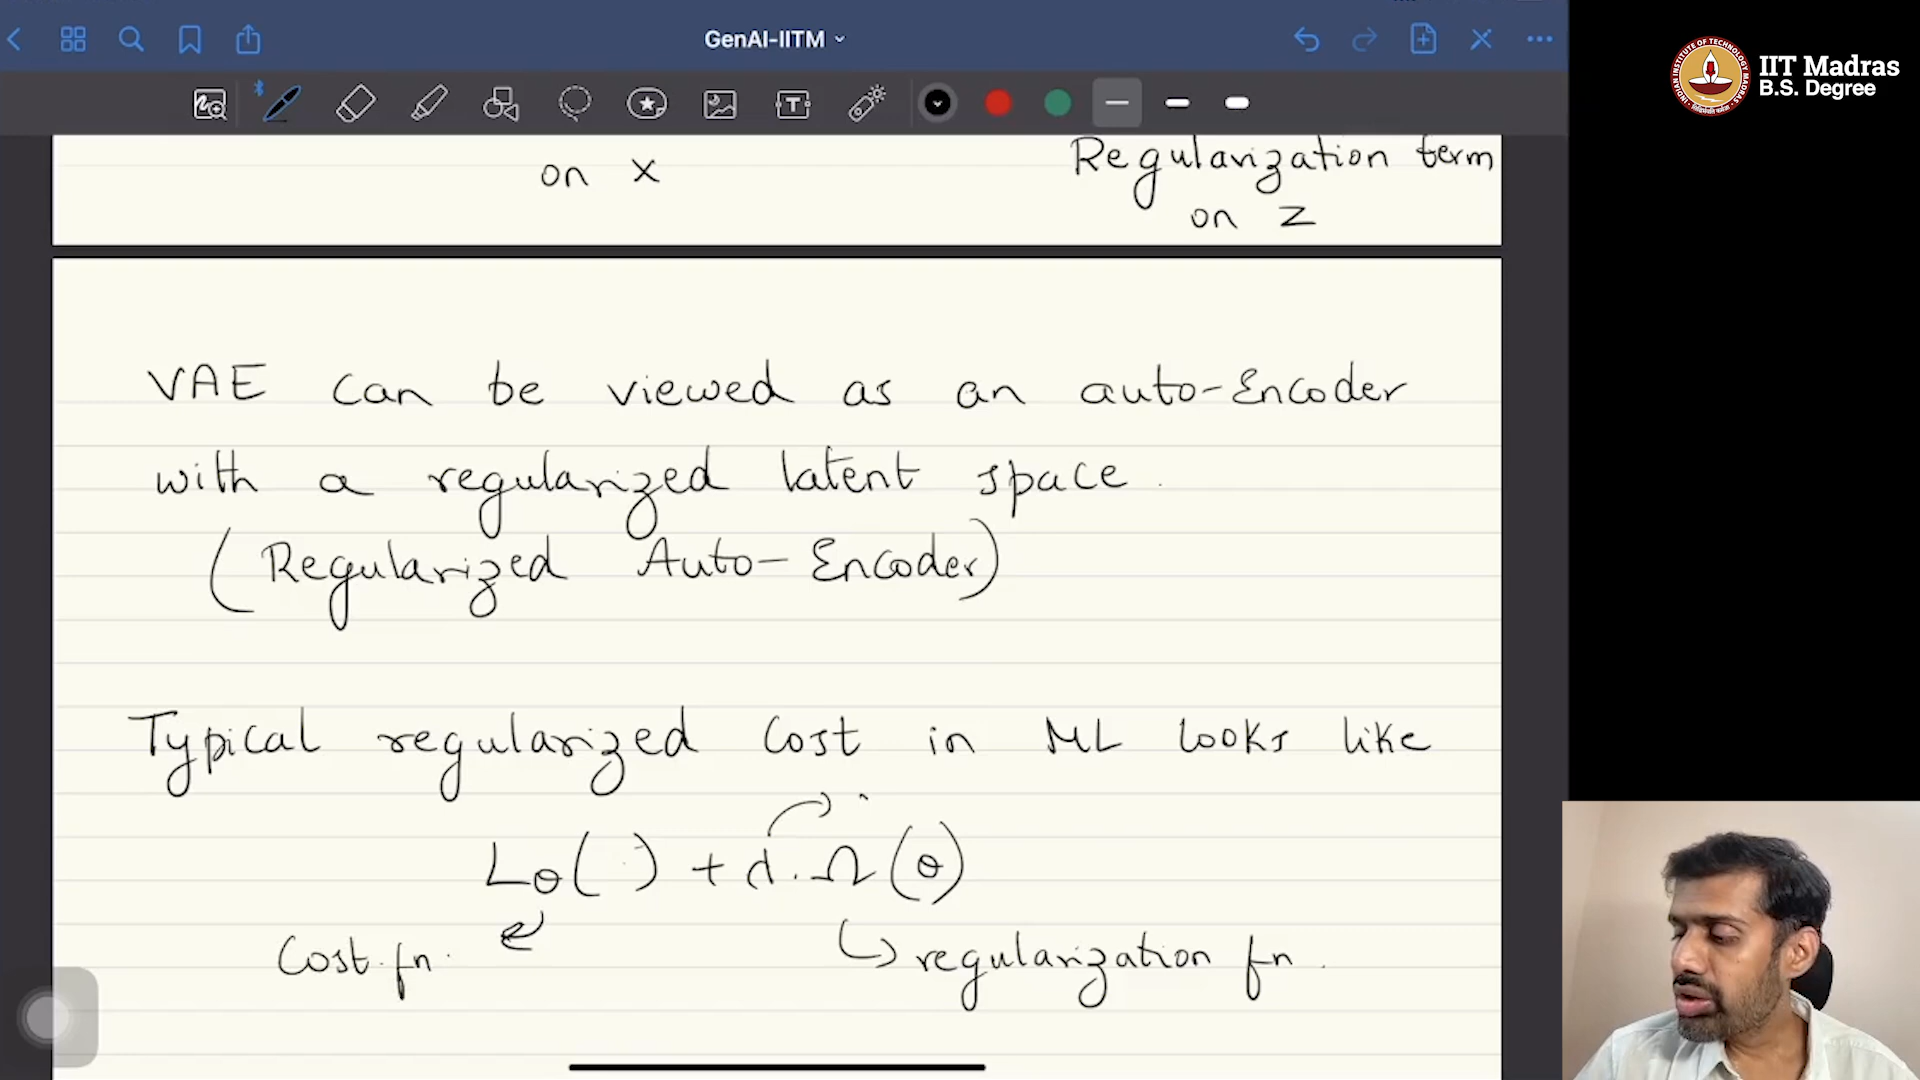 GenAI-IITM
IIT Madras
B.S. Degree
on X
Regularization term
on Z
VAE can be viewed as an auto-Encoder
with a regularized latent space.
(Regularized Auto-Encoder)
Typical regularized cost in ML looks like
Lθ(·) + λ·Ω(θ)
Cost fn.
regularization fn.